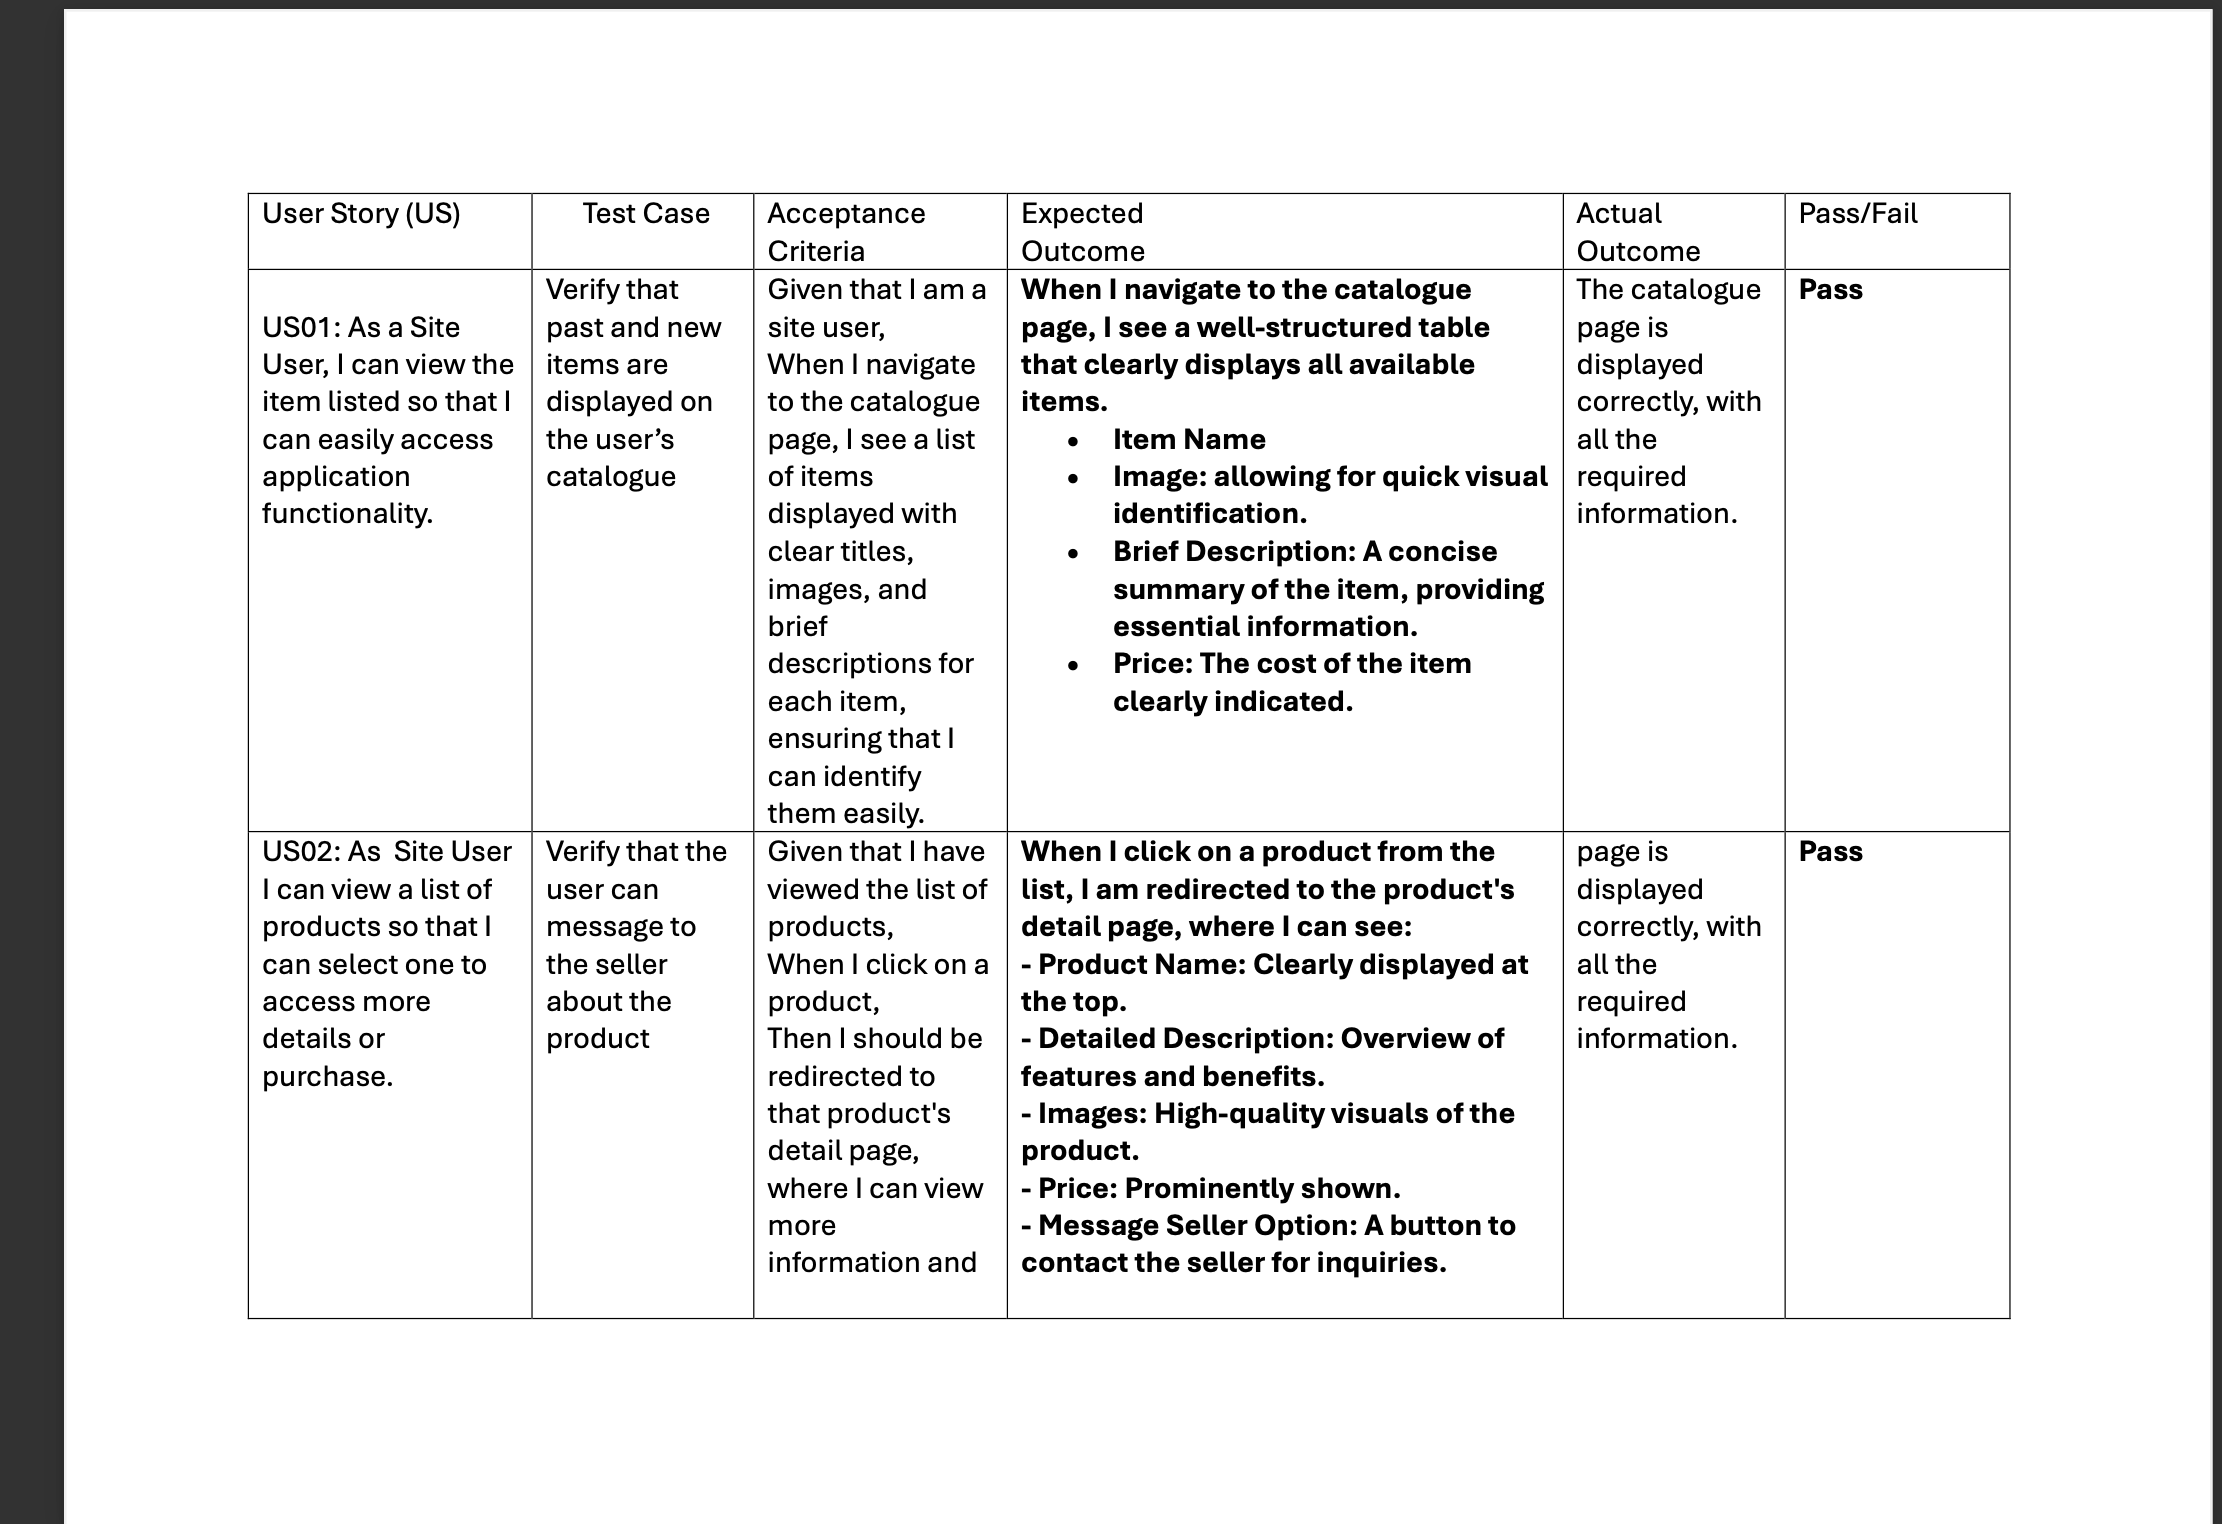 User Story (US)
Test Case
Acceptance
Criteria
Expected
Outcome
Actual
Outcome
Pass/Fail
US01: As a Site
User, I can view the
item listed so that I
can easily access
application
functionality.
Verify that
past and new
items are
displayed on
the user’s
catalogue
Given that I am a
site user,
When I navigate
to the catalogue
page, I see a list
of items
displayed with
clear titles,
images, and
brief
descriptions for
each item,
ensuring that I
can identify
them easily.
When I navigate to the catalogue
page, I see a well-structured table
that clearly displays all available
items.
• Item Name
• Image: allowing for quick visual
identification.
• Brief Description: A concise
summary of the item, providing
essential information.
• Price: The cost of the item
clearly indicated.
The catalogue
page is
displayed
correctly, with
all the
required
information.
Pass
US02: As  Site User
I can view a list of
products so that I
can select one to
access more
details or
purchase.
Verify that the
user can
message to
the seller
about the
product
Given that I have
viewed the list of
products,
When I click on a
product,
Then I should be
redirected to
that product's
detail page,
where I can view
more
information and
When I click on a product from the
list, I am redirected to the product's
detail page, where I can see:
- Product Name: Clearly displayed at
the top.
- Detailed Description: Overview of
features and benefits.
- Images: High-quality visuals of the
product.
- Price: Prominently shown.
- Message Seller Option: A button to
contact the seller for inquiries.
page is
displayed
correctly, with
all the
required
information.
Pass